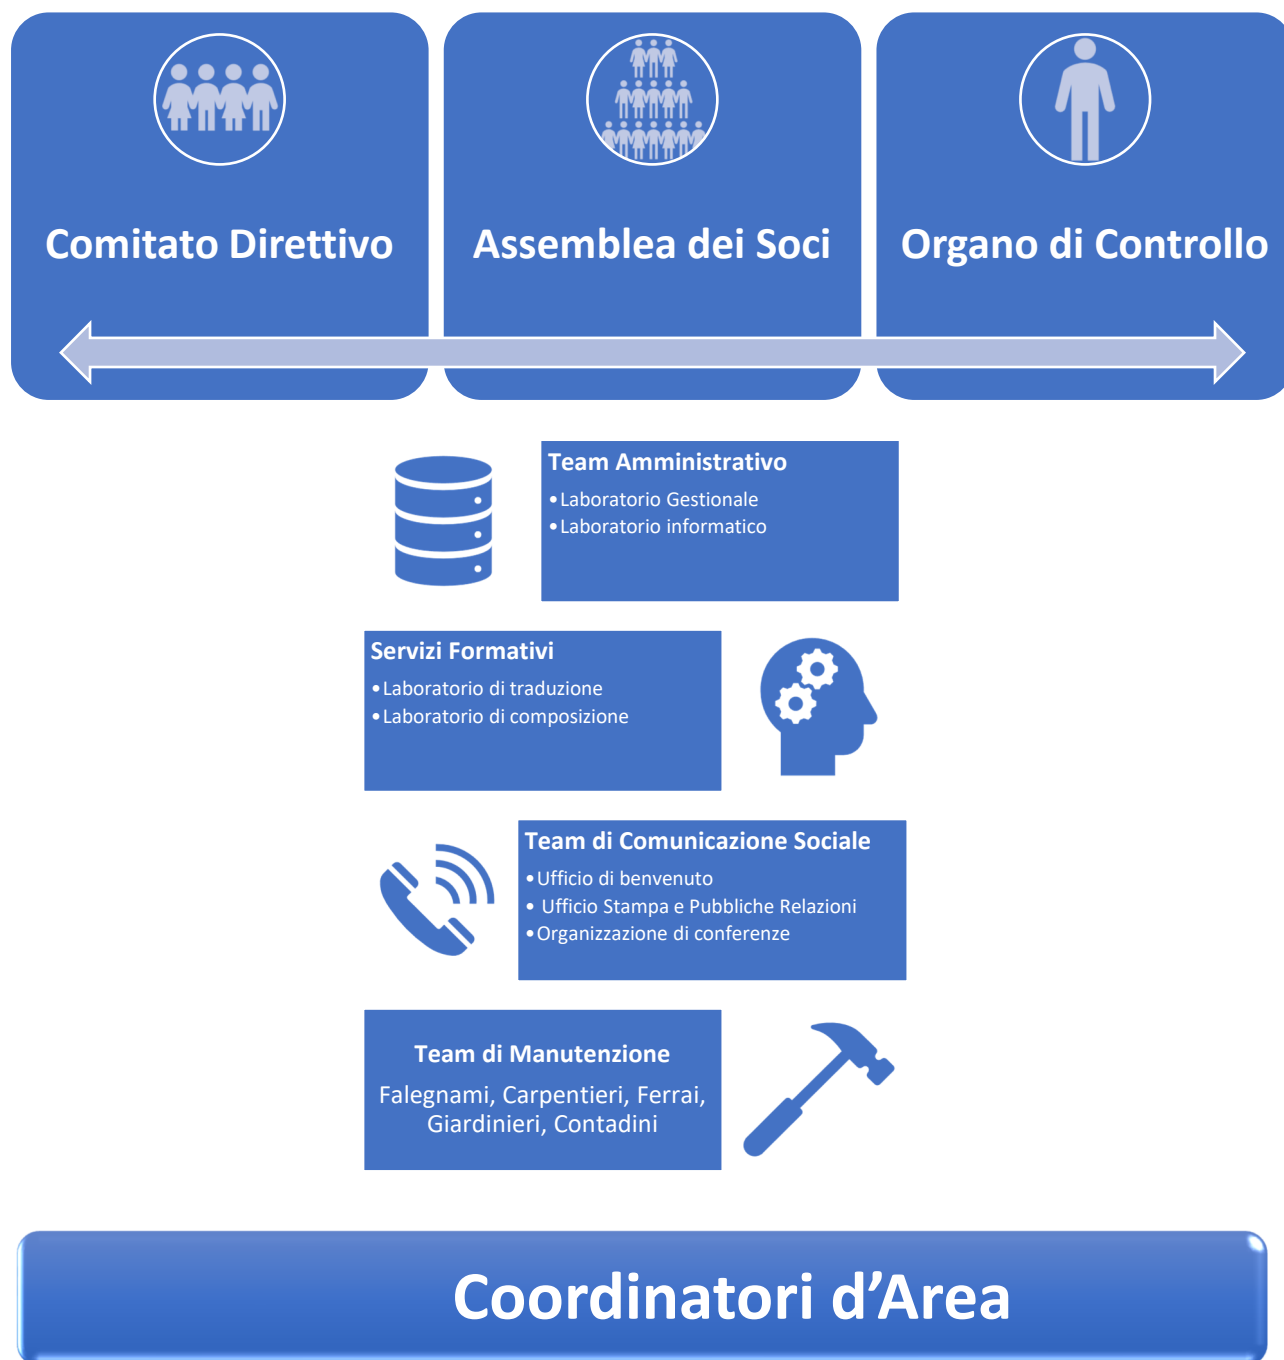 Comitato Direttivo
Assemblea dei Soci
Organo di Controllo
Team Amministrativo
•Laboratorio Gestionale
•Laboratorio informatico
Servizi Formativi
•Laboratorio di traduzione
•Laboratorio di composizione
Team di Comunicazione Sociale
•Ufficio di benvenuto
• Ufficio Stampa e Pubbliche Relazioni
•Organizzazione di conferenze
Team di Manutenzione
Falegnami, Carpentieri, Ferrai,
Giardinieri, Contadini
Coordinatori d’Area